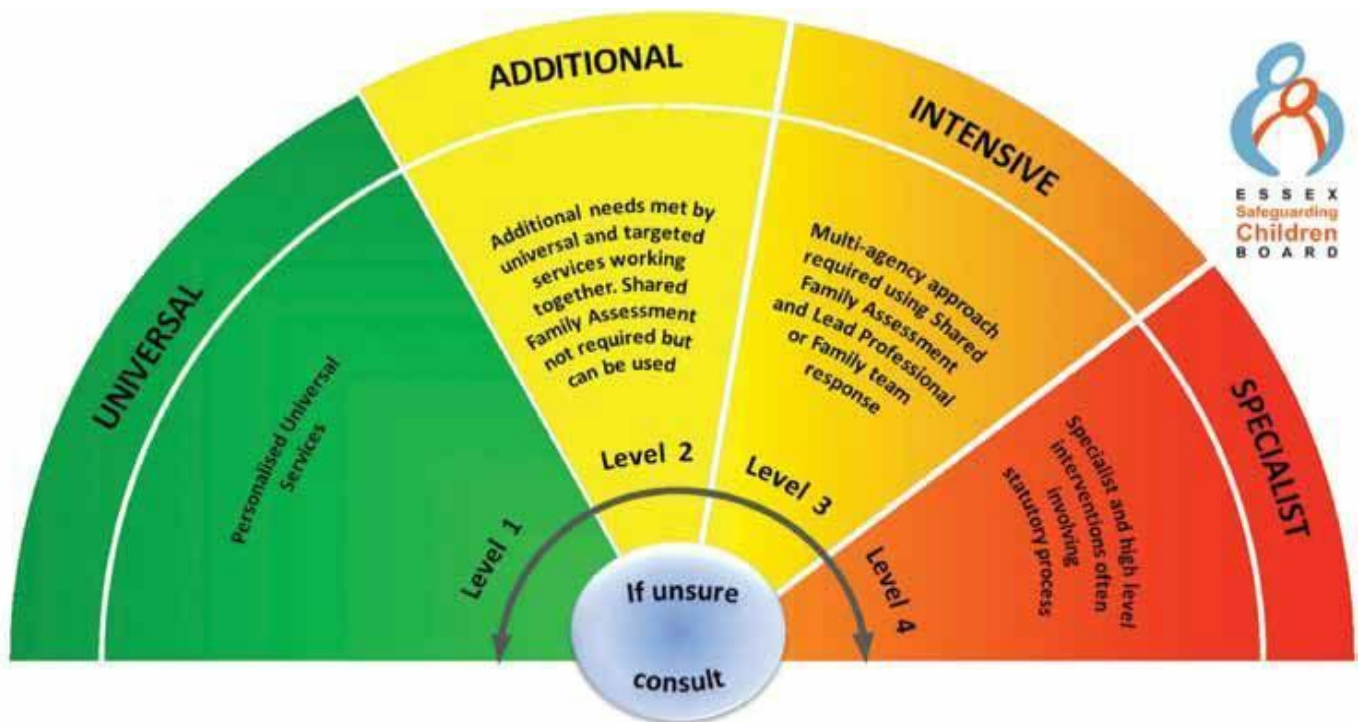 UNIVERSAL
Personalised Universal
Services
Level 1
ADDITIONAL
Additional needs met by
universal and targeted
services working
together. Shared
Family Assessment
not required but
can be used
Level 2
INTENSIVE
Multi-agency approach
required using Shared
Family Assessment
and Lead Professional
or Family team
response
Level 3
SPECIALIST
Specialist and high level
interventions often
involving
statutory process
Level 4
If unsure
consult
ESSEX
Safeguarding
Children
BOARD